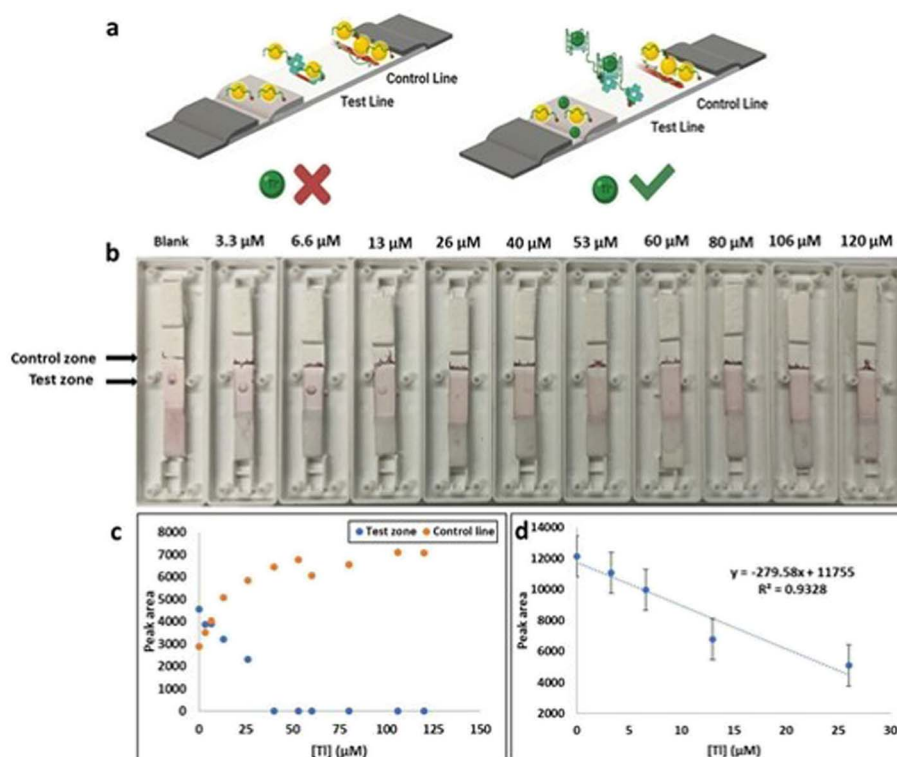 a
Control Line
Test Line
Control Line
Test Line
b
Blank 3.3 µM 6.6 µM 13 µM 26 µM 40 µM 53 µM 60 µM 80 µM 106 µM 120 µM
Control zone
Test zone
c
Test zone Control line
8000
7000
6000
5000
4000
3000
2000
1000
0
Peak area
0 25 50 75 100 125 150
[Tl] (µM)
d
14000
12000
10000
8000
6000
4000
2000
Peak area
y = -279.58x + 11755
R² = 0.9328
0 5 10 15 20 25 30
[Tl] (µM)